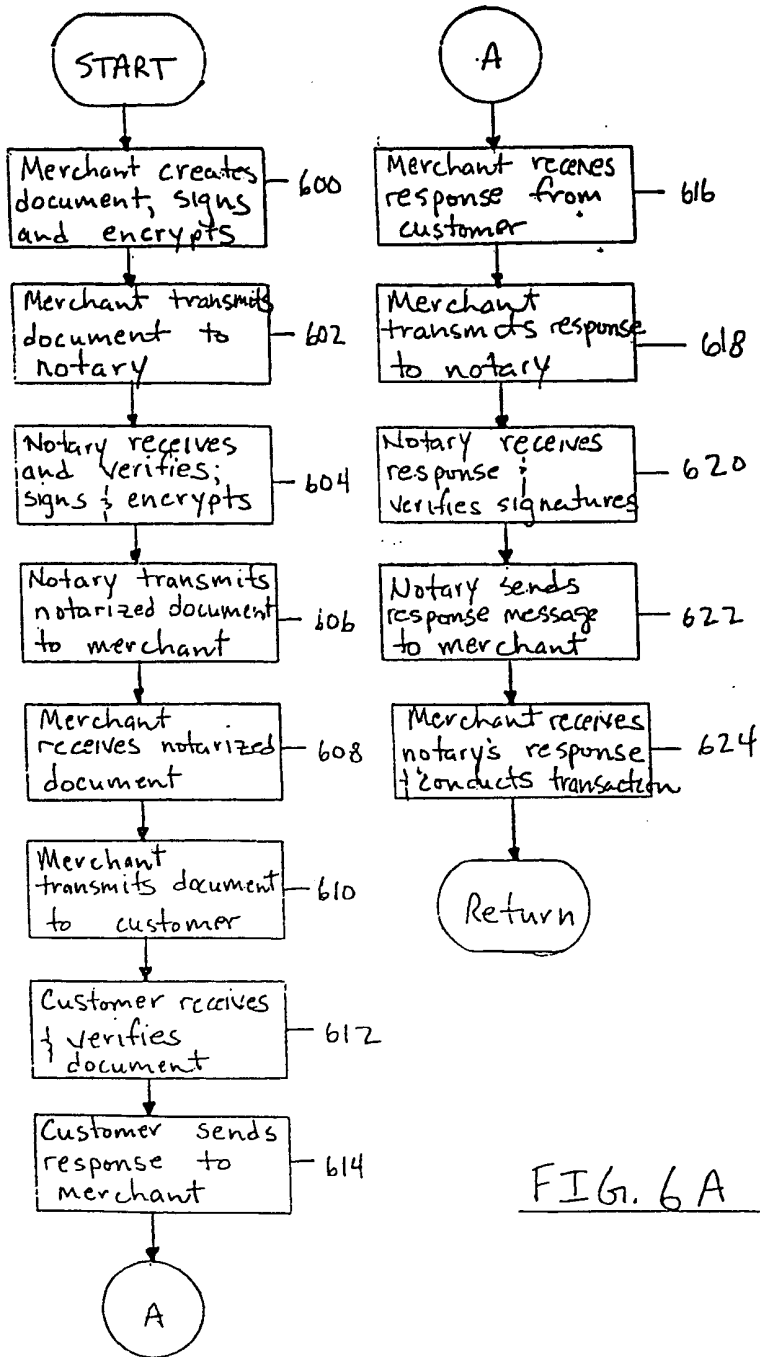 START
Merchant creates
document, signs
and encrypts
600
Merchant transmits
document to
notary
602
Notary receives
and verifies;
signs & encrypts
604
Notary transmits
notarized document
to merchant
606
Merchant
receives notarized
document
608
Merchant
transmits document
to customer
610
Customer receives
& verifies
document
612
Customer sends
response to
merchant
614
A
A
Merchant receives
response from
customer
616
Merchant
transmits response
to notary
618
Notary receives
response &
verifies signatures
620
Notary sends
response message
to merchant
622
Merchant receives
notary's response
& conducts transaction
624
Return
FIG. 6A